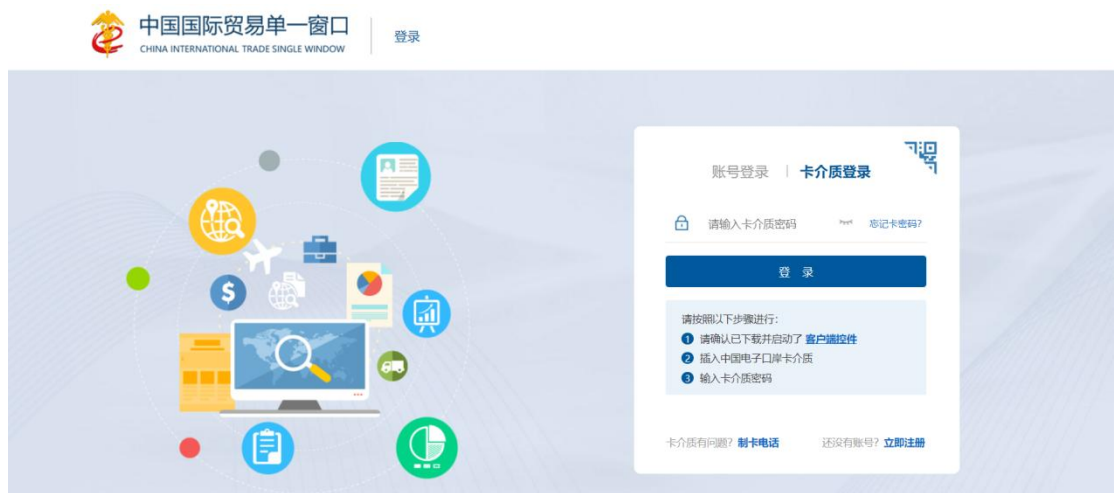 中国国际贸易单一窗口
CHINA INTERNATIONAL TRADE SINGLE WINDOW
登录
账号登录 | 卡介质登录
请输入卡介质密码 忘记卡密码?
登 录
请按照以下步骤进行:
1 请确认已下载并启动了 客户端控件
2 插入中国电子口岸卡介质
3 输入卡介质密码
卡介质有问题? 制卡电话 还没有账号? 立即注册
$